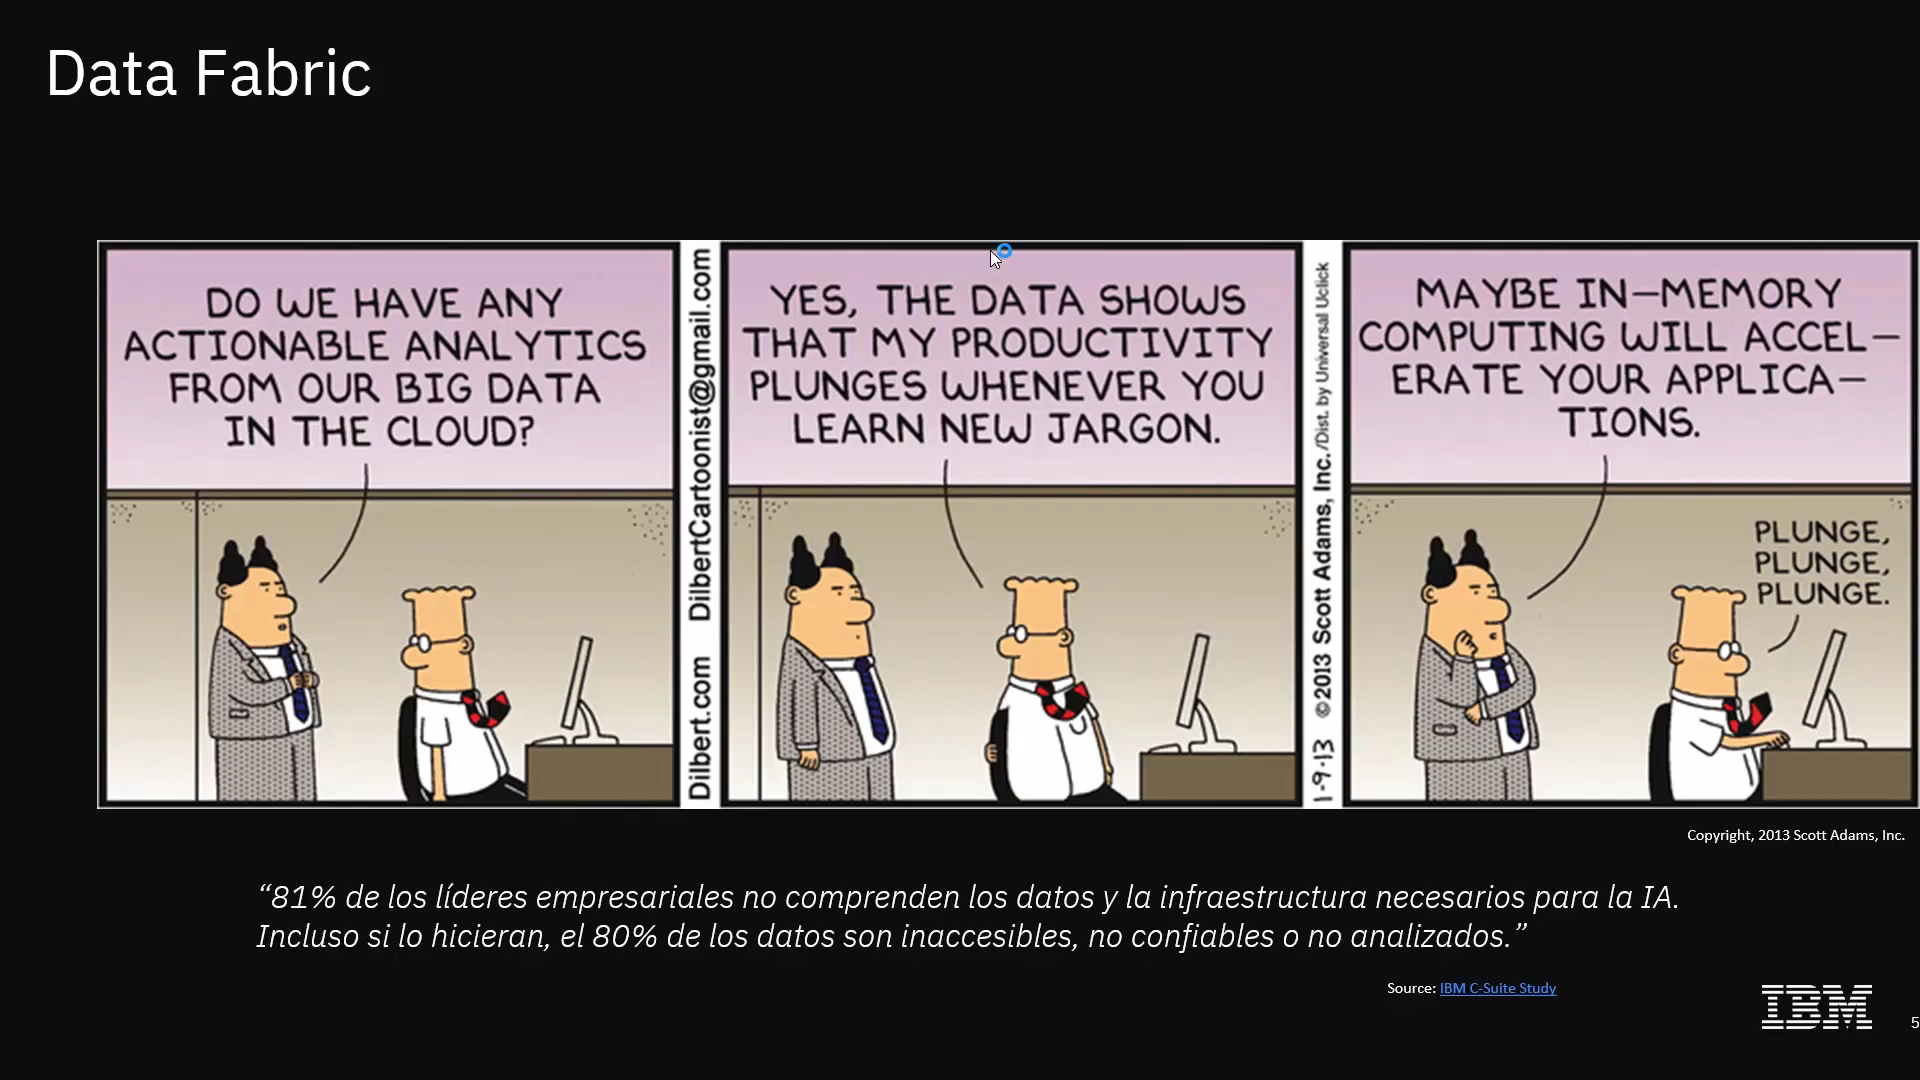 Data Fabric
DO WE HAVE ANY
ACTIONABLE ANALYTICS
FROM OUR BIG DATA
IN THE CLOUD?
Dilbert.com DilbertCartoonist@gmail.com
YES, THE DATA SHOWS
THAT MY PRODUCTIVITY
PLUNGES WHENEVER YOU
LEARN NEW JARGON.
1-9-13 ©2013 Scott Adams, Inc. /Dist. by Universal Uclick
MAYBE IN-MEMORY
COMPUTING WILL ACCEL-
ERATE YOUR APPLICA-
TIONS.
PLUNGE,
PLUNGE,
PLUNGE.
Copyright, 2013 Scott Adams, Inc.
“81% de los líderes empresariales no comprenden los datos y la infraestructura necesarios para la IA.
Incluso si lo hicieran, el 80% de los datos son inaccesibles, no confiables o no analizados.”
Source: IBM C-Suite Study
IBM
5